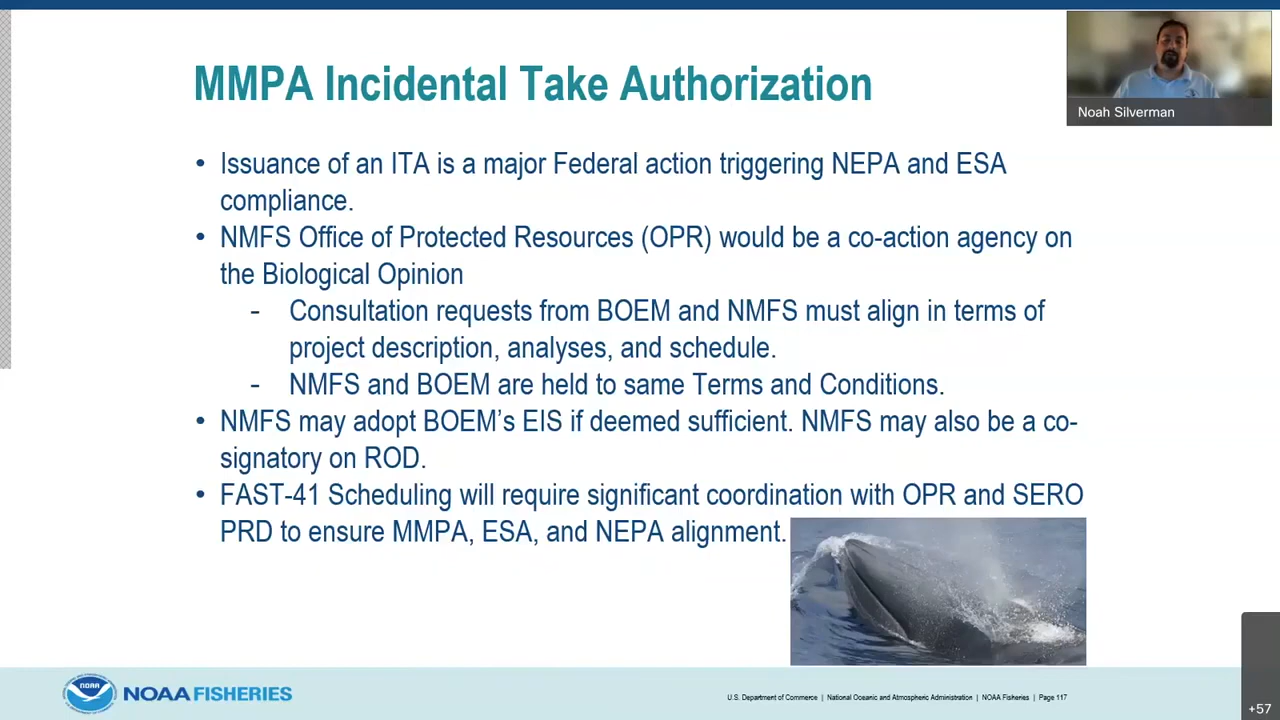 MMPA Incidental Take Authorization
Noah Silverman
• Issuance of an ITA is a major Federal action triggering NEPA and ESA
compliance.
• NMFS Office of Protected Resources (OPR) would be a co-action agency on
the Biological Opinion
- Consultation requests from BOEM and NMFS must align in terms of
project description, analyses, and schedule.
- NMFS and BOEM are held to same Terms and Conditions.
• NMFS may adopt BOEM’s EIS if deemed sufficient. NMFS may also be a co-
signatory on ROD.
• FAST-41 Scheduling will require significant coordination with OPR and SERO
PRD to ensure MMPA, ESA, and NEPA alignment.
NOAA
NOAA FISHERIES
U.S. Department of Commerce | National Oceanic and Atmospheric Administration | NOAA Fisheries | Page 117
+57